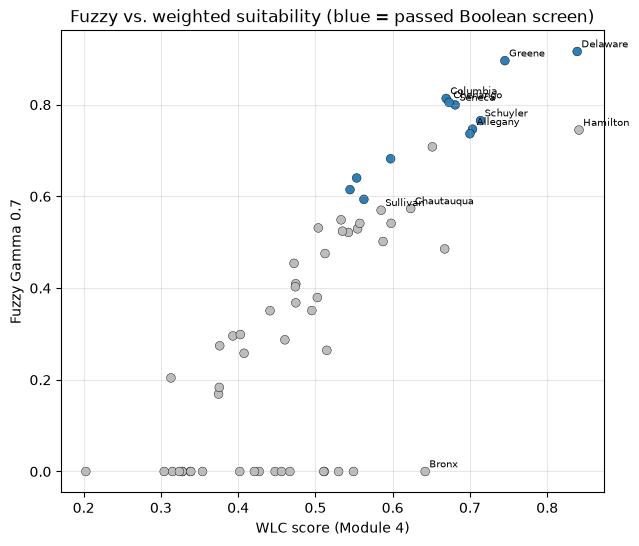 Fuzzy vs. weighted suitability (blue = passed Boolean screen)
Delaware
Greene
Columbia
Seneca
Schuyler
Allegany
Hamilton
Sullivan
Chautauqua
Bronx
0.8
0.6
0.4
0.2
0.0
Fuzzy Gamma 0.7
0.2
0.3
0.4
0.5
0.6
0.7
0.8
WLC score (Module 4)